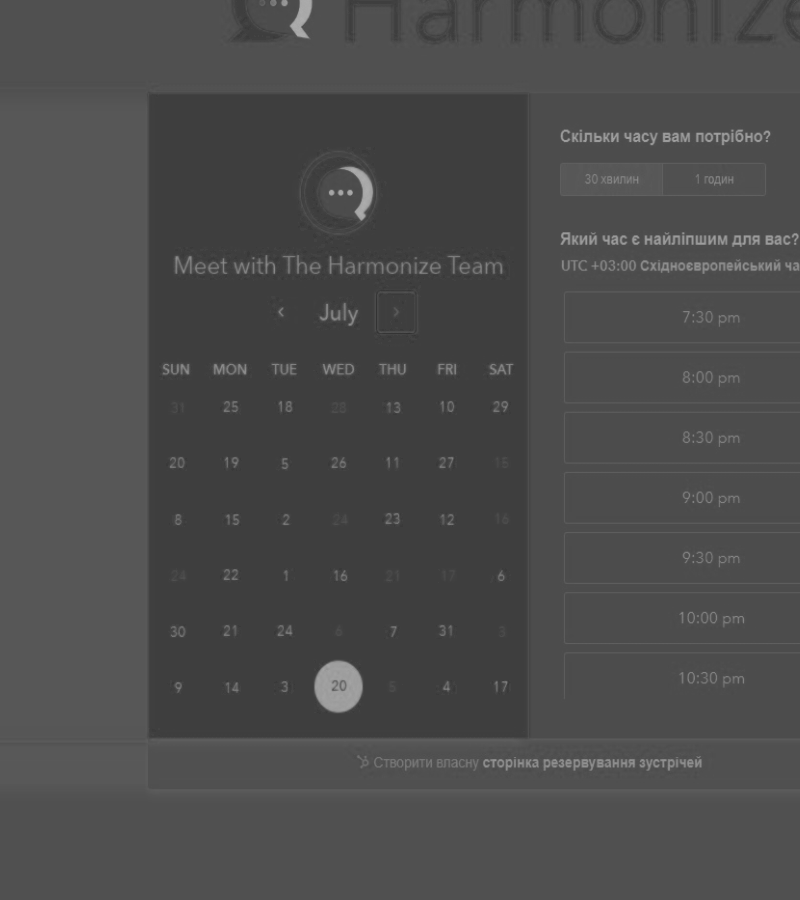 Harmonize
Meet with The Harmonize Team
July
SUN MON TUE WED THU FRI SAT
31 25 18 28 13 10 29
20 19 5 26 11 27
8 15 2 24 23 12 16
24 22 1 16 21 17 6
30 21 24 6 7 31
9 14 3 20 4 17
Скільки часу вам потрібно?
30 хвилин 1 годин
Який час є найліпшим для вас?
UTC +03:00 Східноєвропейський ча
7:30 pm
8:00 pm
8:30 pm
9:00 pm
9:30 pm
10:00 pm
10:30 pm
Створити власну сторінка резервування зустрічей